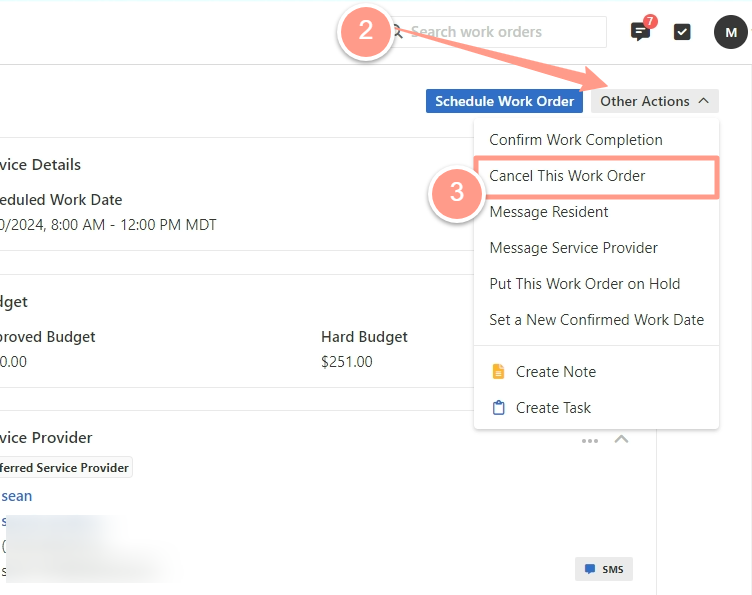 2
Search work orders
7
M
Schedule Work Order
Other Actions
Confirm Work Completion
3
Cancel This Work Order
Message Resident
Message Service Provider
Put This Work Order on Hold
Set a New Confirmed Work Date
Create Note
Create Task
vice Details
eduled Work Date
0/2024, 8:00 AM - 12:00 PM MDT
dget
proved Budget
Hard Budget
0.00
$251.00
vice Provider
ferred Service Provider
sean
s
(
s
SMS